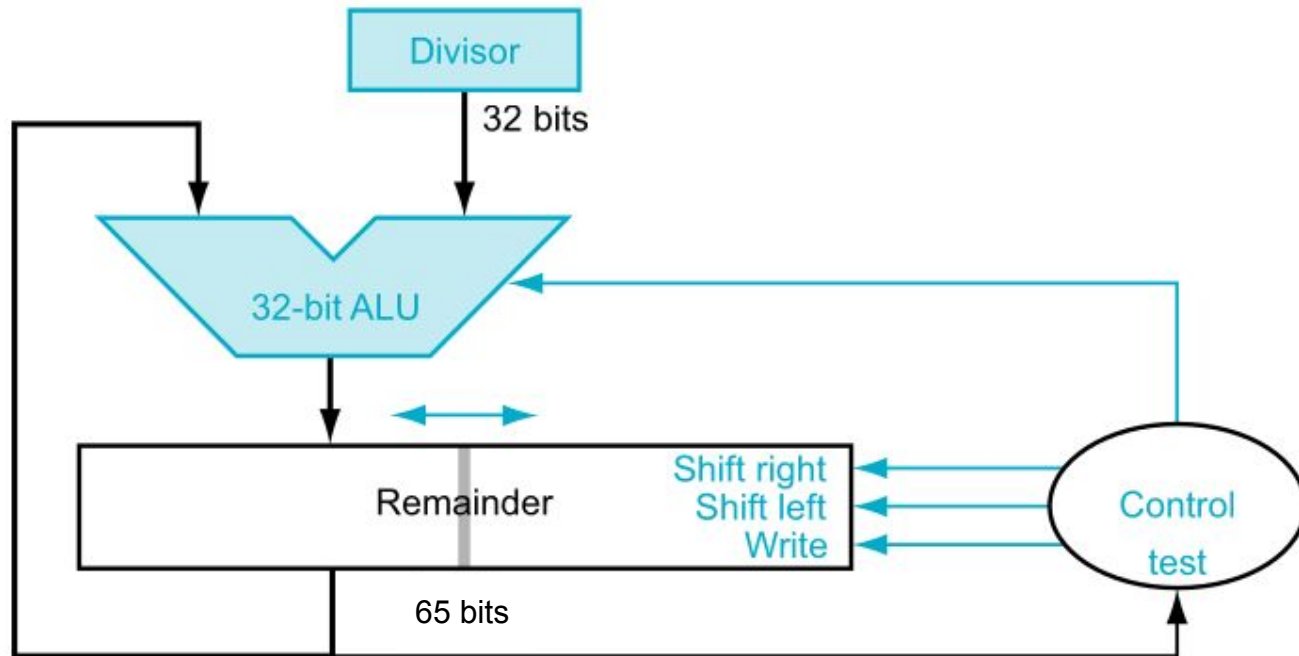 Divisor
32 bits
32-bit ALU
Remainder
Shift right
Shift left
Write
Control
test
65 bits